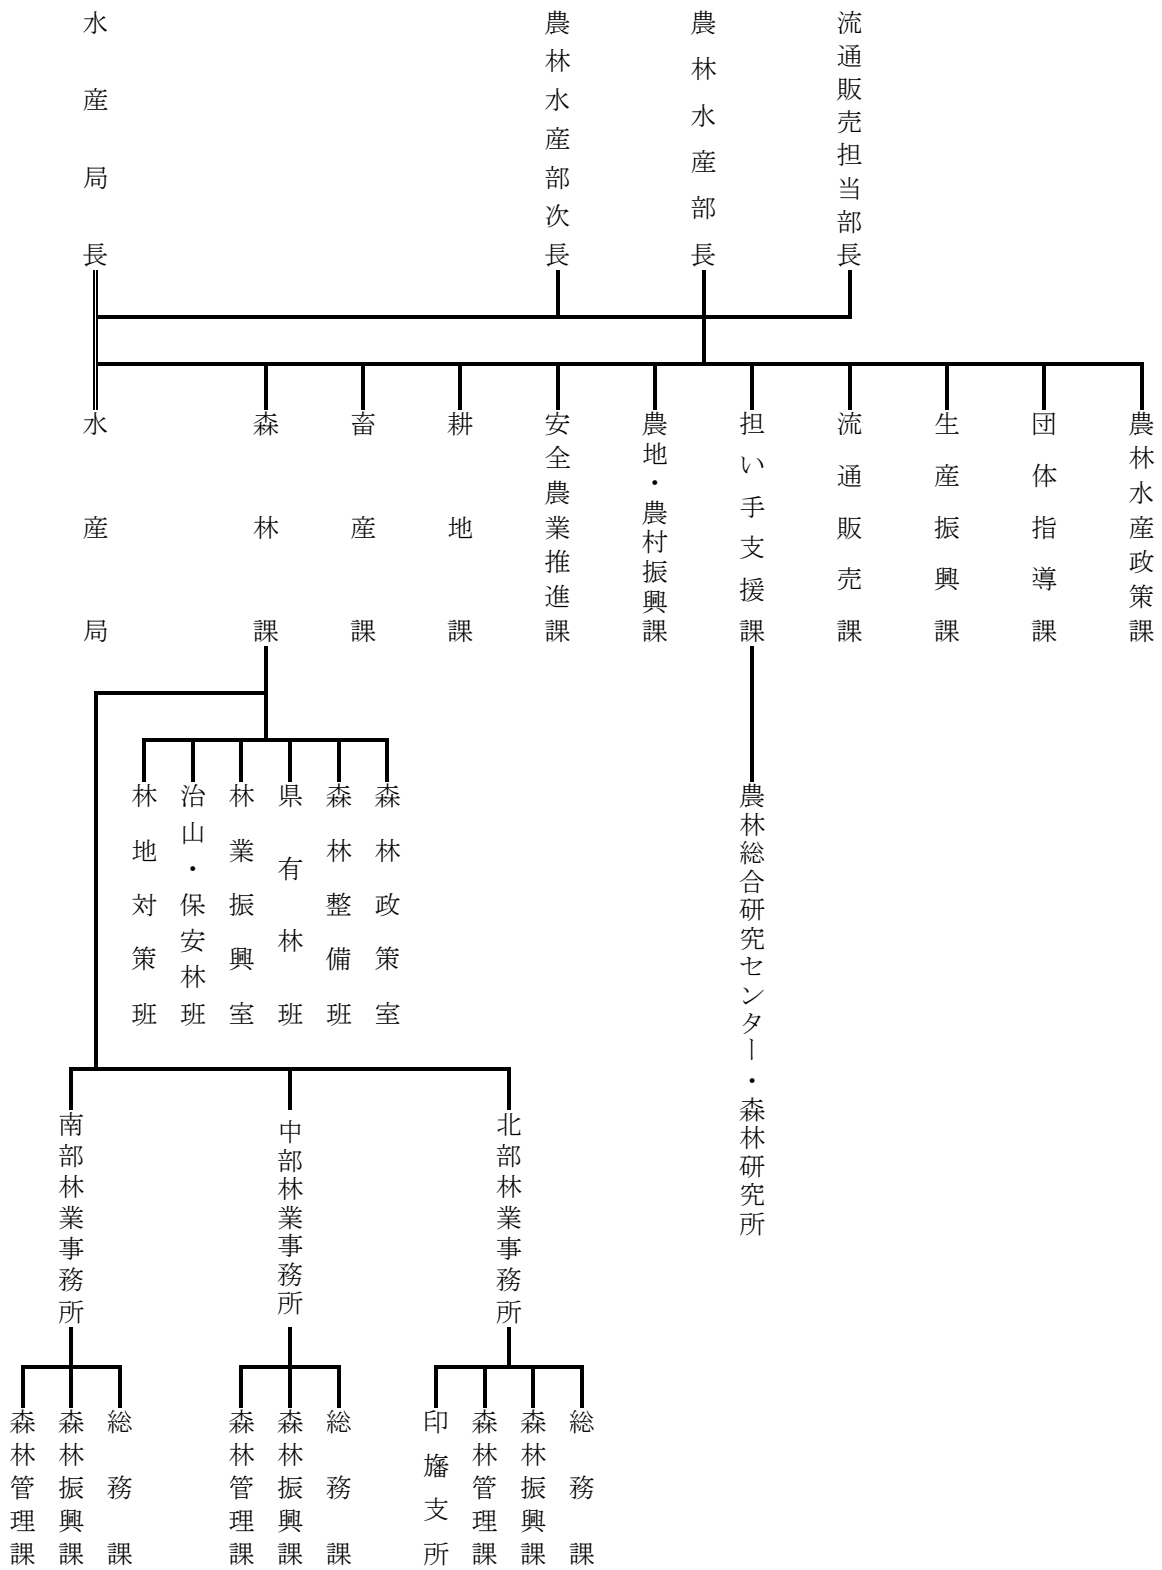 流通販売担当部長
農林水産部長
農林水産部次長
水産局長
農林水産政策課
団体指導課
生産振興課
流通販売課
担い手支援課
農地・農村振興課
安全農業推進課
耕地課
畜産課
森林課
水産局
農林総合研究センター・森林研究所
森林政策室
森林整備班
県有林班
林業振興室
治山・保安林班
林地対策班
北部林業事務所
中部林業事務所
南部林業事務所
総務課
森林振興課
森林管理課
印旛支所
総務課
森林振興課
森林管理課
総務課
森林振興課
森林管理課